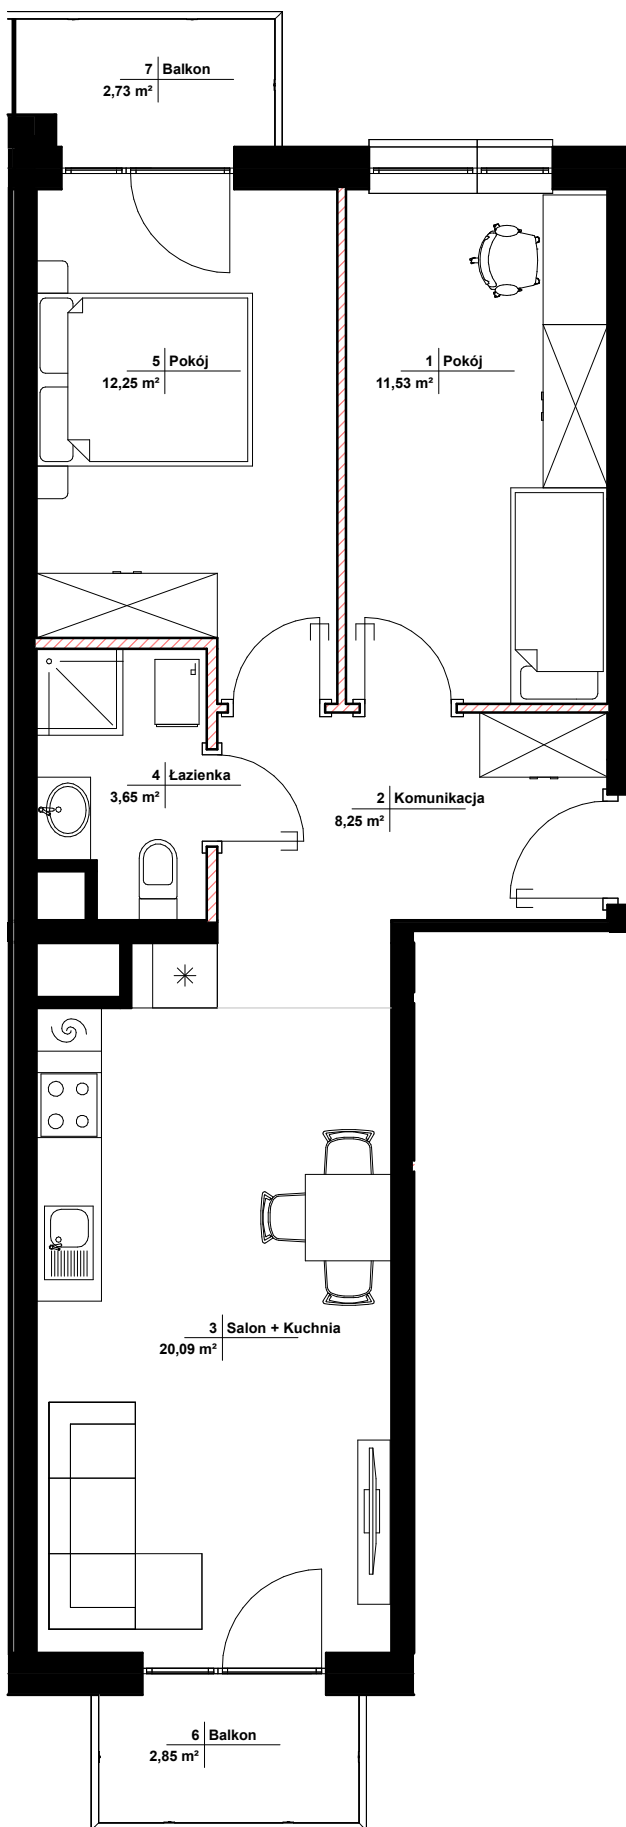 7 Balkon
2,73 m²
5 Pokój
12,25 m²
1 Pokój
11,53 m²
4 Łazienka
3,65 m²
2 Komunikacja
8,25 m²
3 Salon + Kuchnia
20,09 m²
6 Balkon
2,85 m²